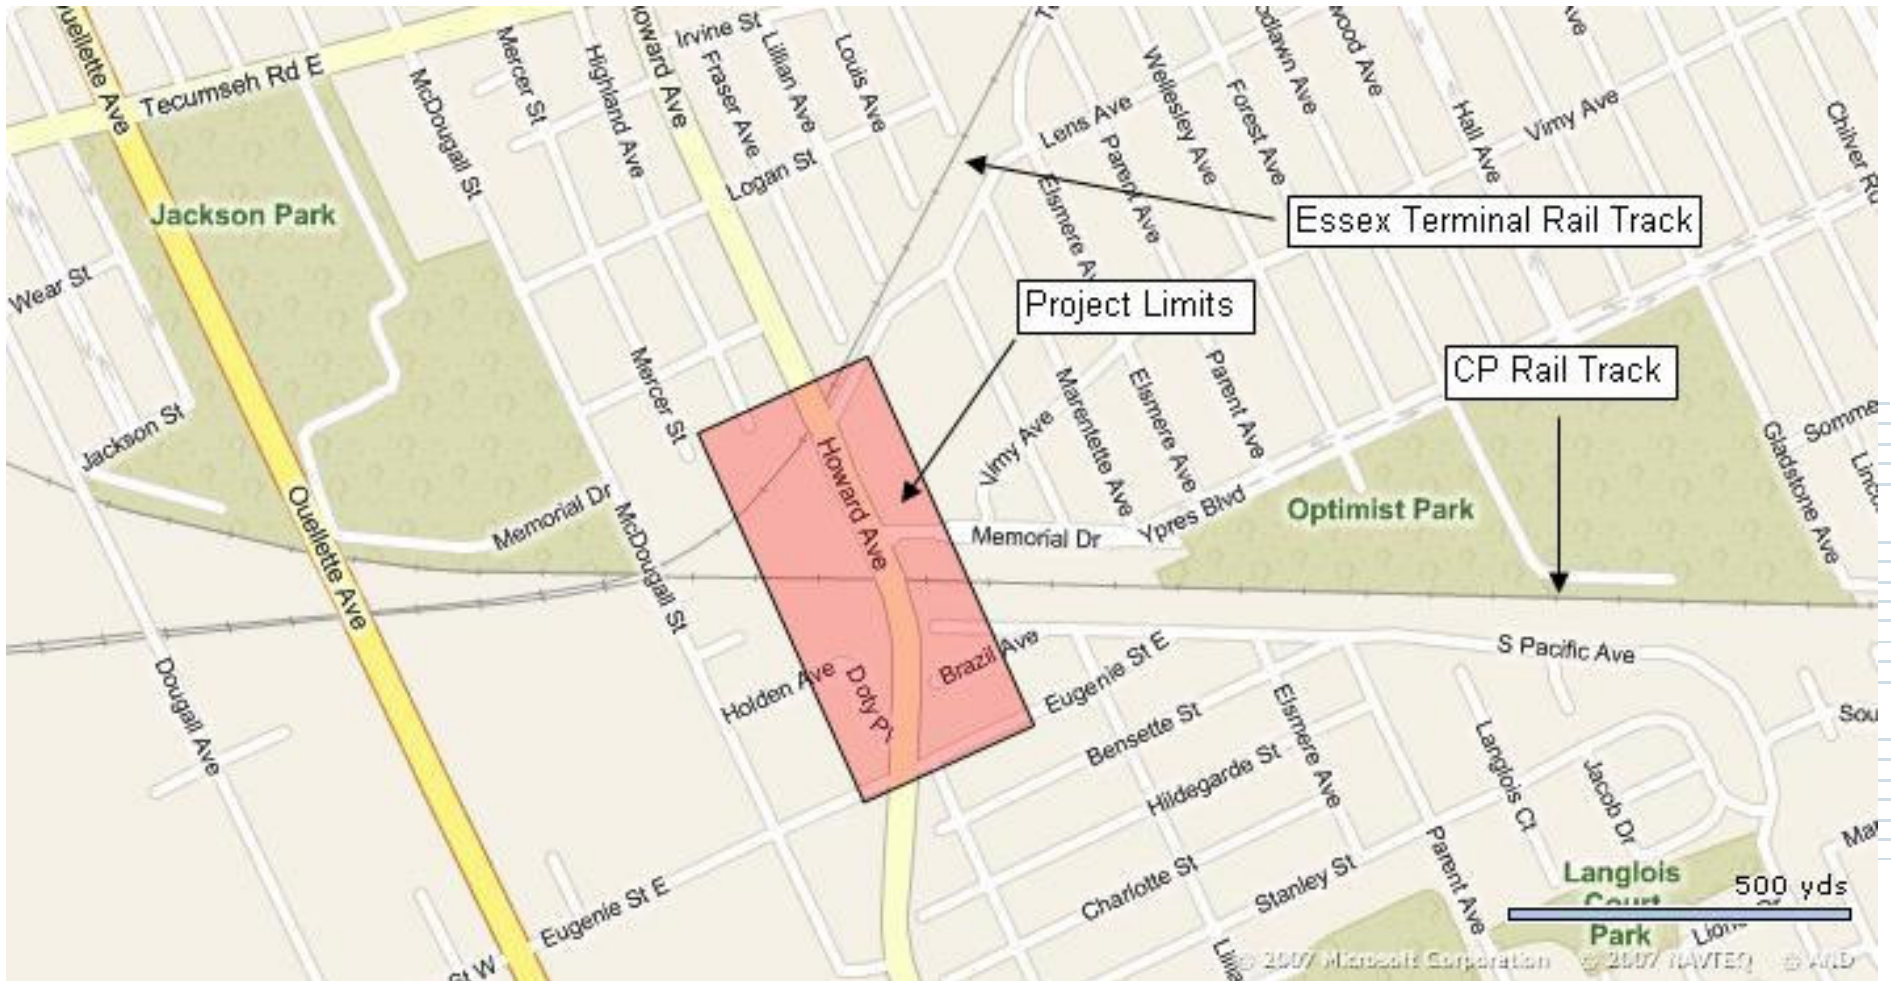 Ouellette Ave
Tecumseh Rd E
McDougall St
Mercer St
Highland Ave
Howard Ave
Irvine St
Fraser Ave
Lillian Ave
Louis Ave
Logan St
Lens Ave
Wellesley Ave
Forest Ave
Hall Ave
Vimy Ave
Parent Ave
Jackson Park
Essex Terminal Rail Track
Wear St
Project Limits
Mercer St
CP Rail Track
Jackson St
Marentette Ave
Elsmere Ave
Parent Ave
Vimy Ave
Howard Ave
Gladstone Ave
Ouellette Ave
Memorial Dr
McDougall St
Memorial Dr
Ypres Blvd
Optimist Park
Dougall Ave
Holden Ave
Doty Pl
Brazil Ave
Eugenie St E
S Pacific Ave
Bensette St
Elsmere Ave
Hildegarde St
Langlois Ct
Jacob Dr
Charlotte St
Stanley St
Parent Ave
Langlois
Court
Park
500 yds
Eugenie St E
St W
© 2007 Microsoft Corporation © 2007 NAVTEQ © AND